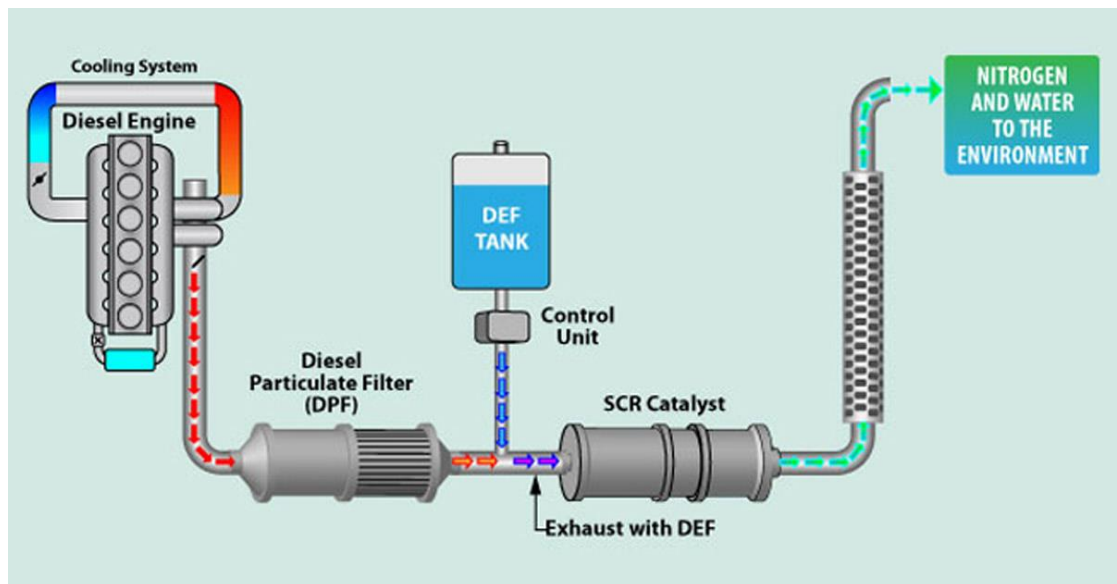 Cooling System
Diesel Engine
DEF
TANK
Control
Unit
Diesel
Particulate Filter
(DPF)
SCR Catalyst
Exhaust with DEF
NITROGEN
AND WATER
TO THE
ENVIRONMENT